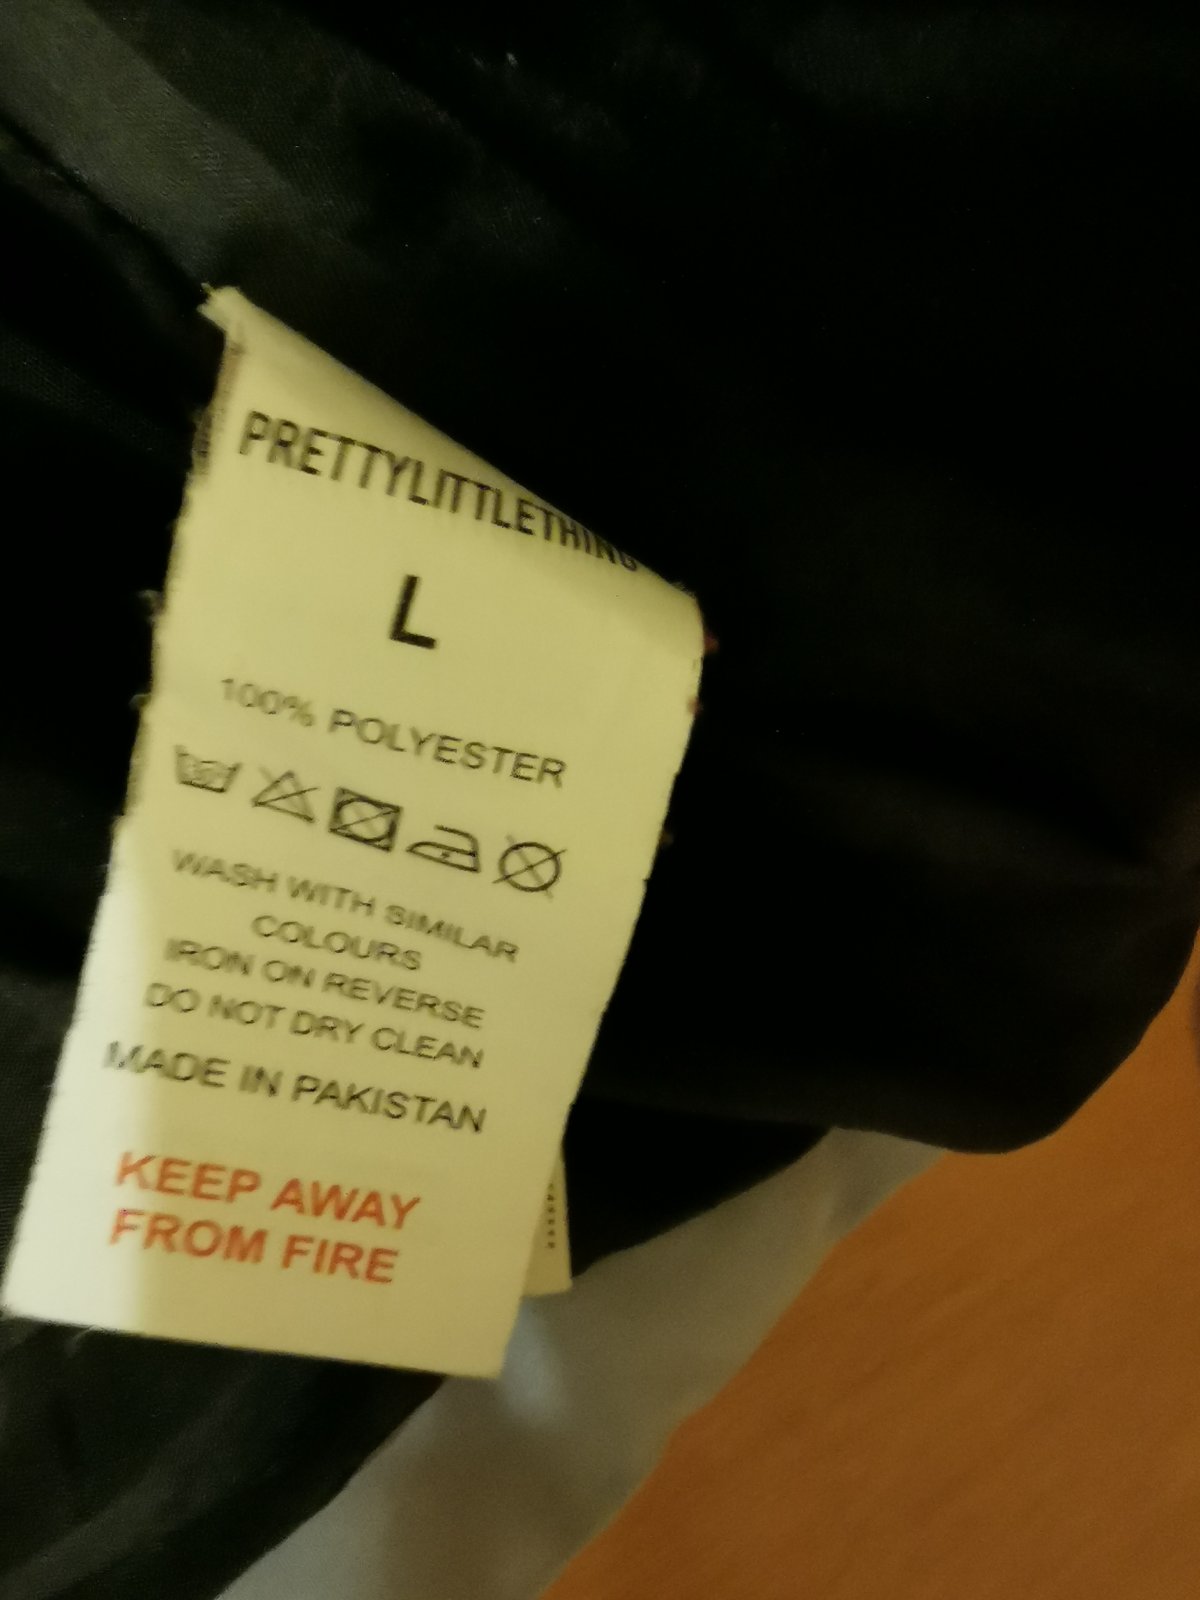 PRETTYLITTLETHING
L
100% POLYESTER
WASH WITH SIMILAR
COLOURS
IRON ON REVERSE
DO NOT DRY CLEAN
MADE IN PAKISTAN
KEEP AWAY
FROM FIRE